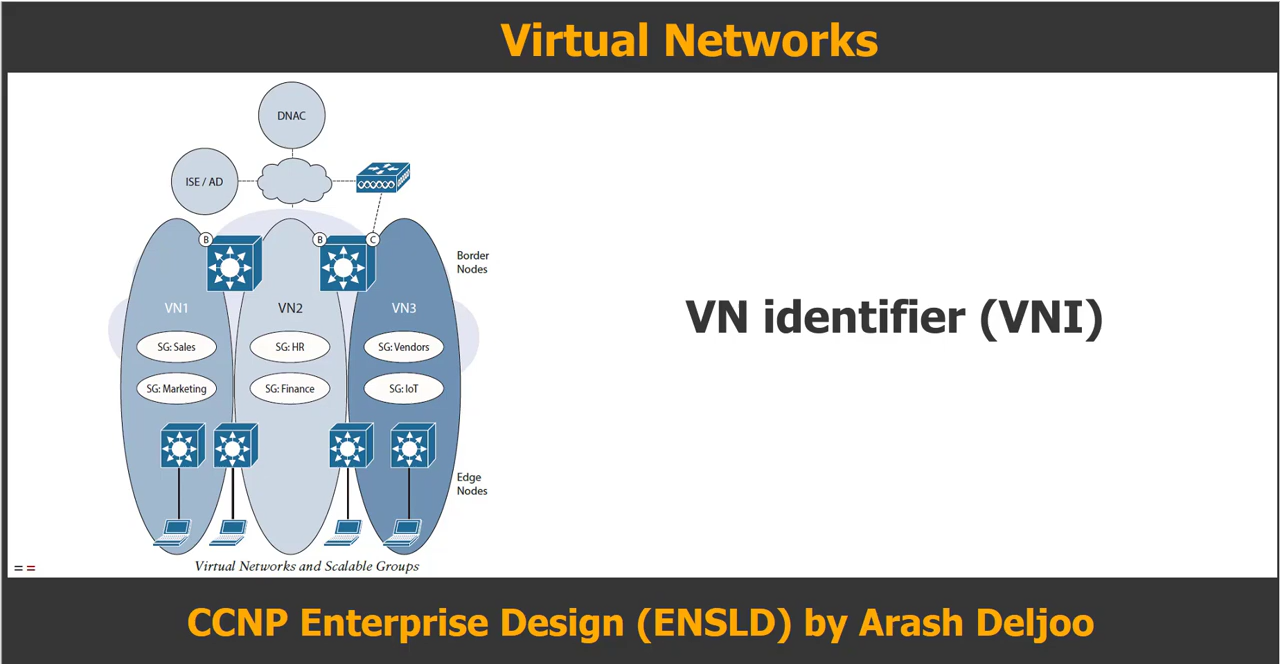 Virtual Networks
DNAC
ISE / AD
B
B
C
Border
Nodes
VN1
VN2
VN3
VN identifier (VNI)
SG: Sales
SG: HR
SG: Vendors
SG: Marketing
SG: Finance
SG: IoT
Edge
Nodes
Virtual Networks and Scalable Groups
CCNP Enterprise Design (ENSLD) by Arash Deljoo